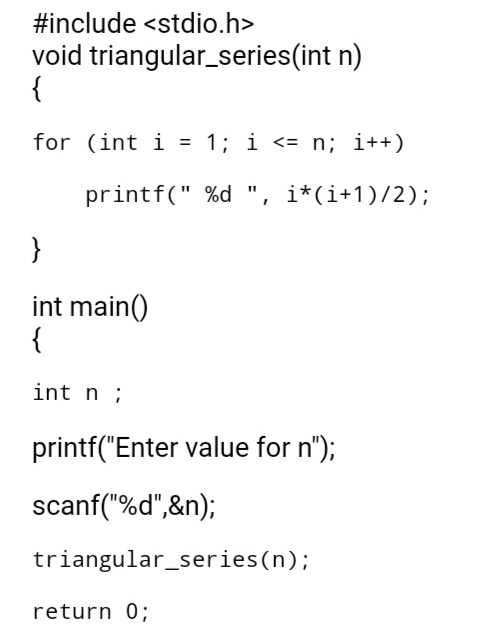 #include <stdio.h>
void triangular_series(int n)
{
for (int i = 1; i <= n; i++)
printf(" %d ", i*(i+1)/2);
}
int main()
{
int n ;
printf("Enter value for n");
scanf("%d",&n);
triangular_series(n);
return 0;